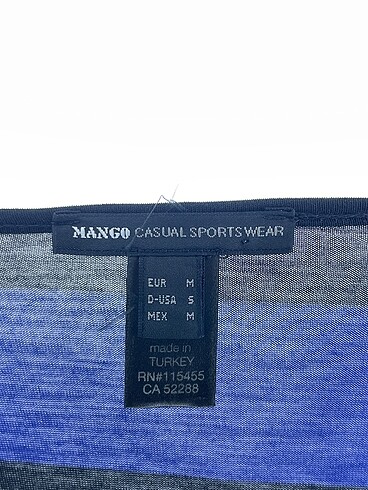 MANGO CASUAL SPORTSWEAR
EUR M
D-USA S
MEX M
made in
TURKEY
RN#115455
CA 52288